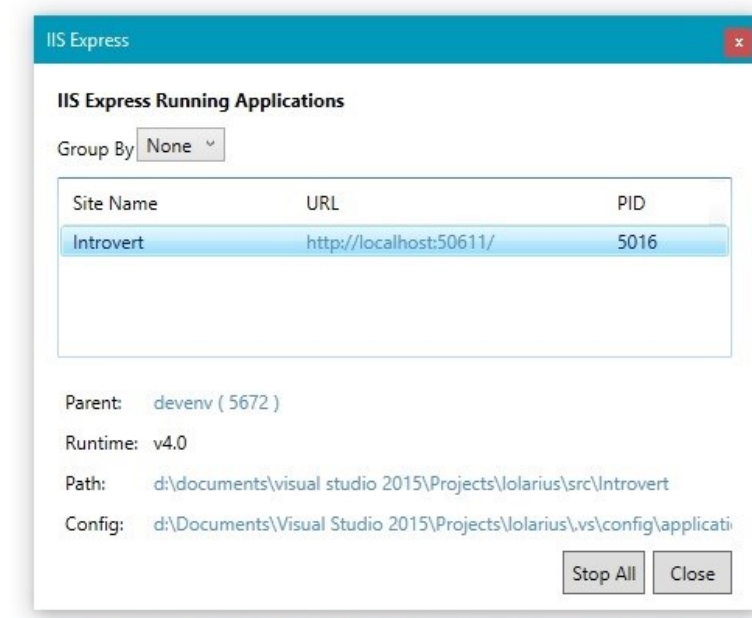 IIS Express
x
IIS Express Running Applications
Group By None
Site Name URL PID
Introvert http://localhost:50611/ 5016
Parent: devenv ( 5672 )
Runtime: v4.0
Path: d:\documents\visual studio 2015\Projects\lolarius\src\Introvert
Config: d:\Documents\Visual Studio 2015\Projects\lolarius\.vs\config\applicati
Stop All Close